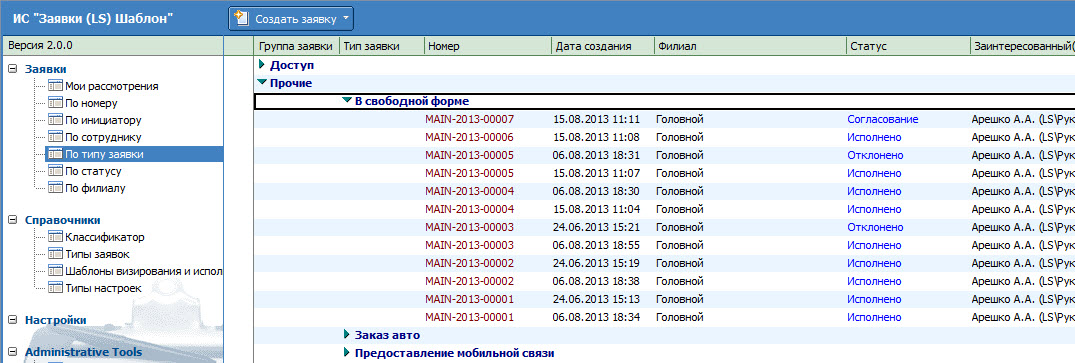 ИС "Заявки (LS) Шаблон"
Создать заявку
Версия 2.0.0
Группа заявки Тип заявки Номер Дата создания Филиал Статус Заинтересованный(
Заявки
Мои рассмотрения
По номеру
По инициатору
По сотруднику
По типу заявки
По статусу
По филиалу
Справочники
Классификатор
Типы заявок
Шаблоны визирования и испол
Типы настроек
Настройки
Administrative Tools
Доступ
Прочие
В свободной форме
MAIN-2013-00007 15.08.2013 11:11 Головной Согласование Арешко А.А. (LS\Рук
MAIN-2013-00006 15.08.2013 11:08 Головной Исполнено Арешко А.А. (LS\Рук
MAIN-2013-00005 06.08.2013 18:31 Головной Отклонено Арешко А.А. (LS\Рук
MAIN-2013-00005 15.08.2013 11:07 Головной Исполнено Арешко А.А. (LS\Рук
MAIN-2013-00004 06.08.2013 18:30 Головной Исполнено Арешко А.А. (LS\Рук
MAIN-2013-00004 15.08.2013 11:04 Головной Исполнено Арешко А.А. (LS\Рук
MAIN-2013-00003 24.06.2013 15:21 Головной Отклонено Арешко А.А. (LS\Рук
MAIN-2013-00003 06.08.2013 18:55 Головной Исполнено Арешко А.А. (LS\Рук
MAIN-2013-00002 24.06.2013 15:19 Головной Исполнено Арешко А.А. (LS\Рук
MAIN-2013-00002 06.08.2013 18:38 Головной Исполнено Арешко А.А. (LS\Рук
MAIN-2013-00001 24.06.2013 15:13 Головной Исполнено Арешко А.А. (LS\Рук
MAIN-2013-00001 06.08.2013 18:34 Головной Исполнено Арешко А.А. (LS\Рук
Заказ авто
Предоставление мобильной связи